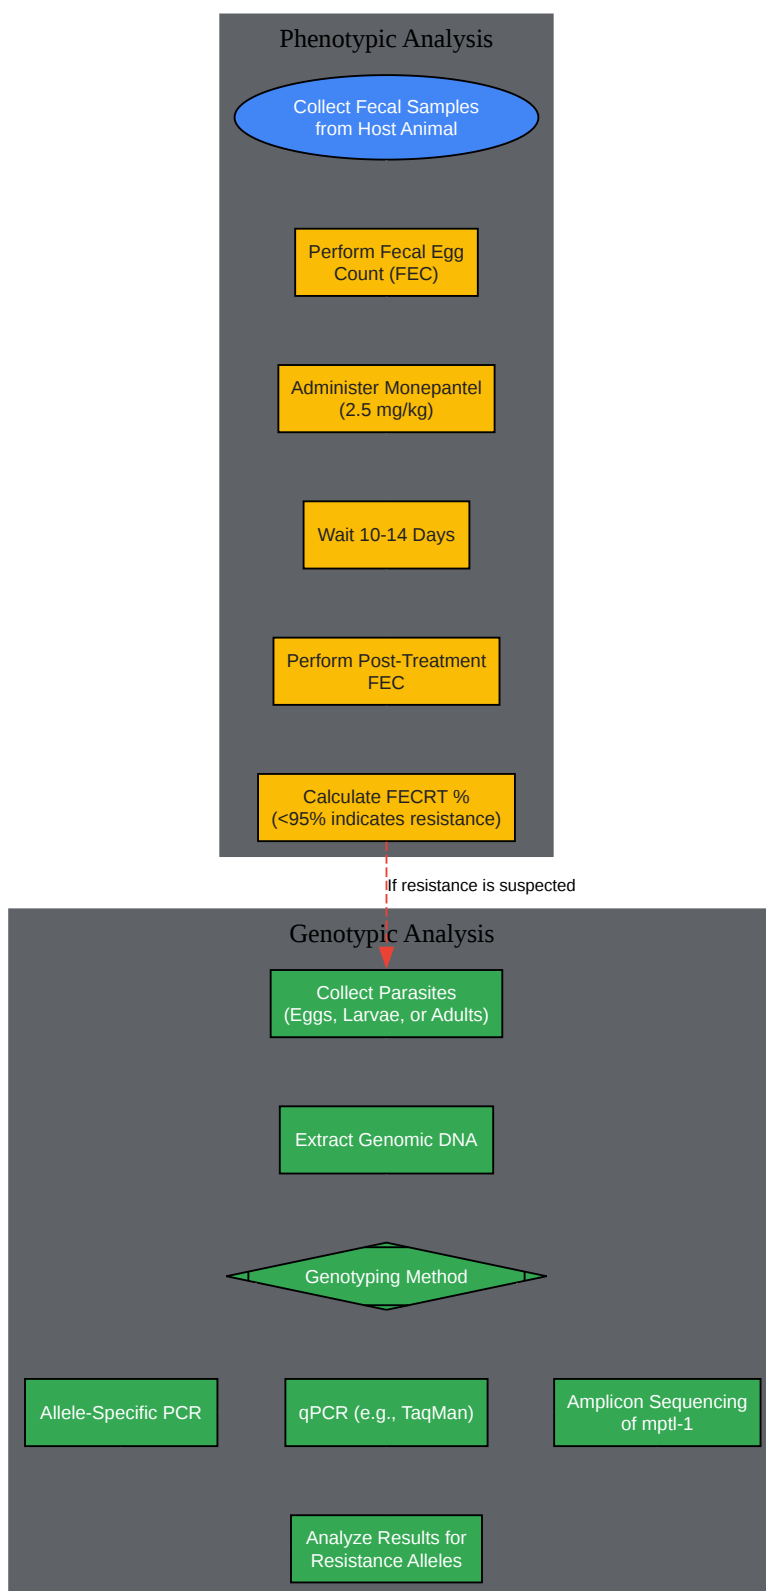 Phenotypic Analysis
Collect Fecal Samples
from Host Animal
Perform Fecal Egg
Count (FEC)
Administer Monepantel
(2.5 mg/kg)
Wait 10-14 Days
Perform Post-Treatment
FEC
Calculate FECRT %
(<95% indicates resistance)
If resistance is suspected
Genotypic Analysis
Collect Parasites
(Eggs, Larvae, or Adults)
Extract Genomic DNA
Genotyping Method
Allele-Specific PCR
qPCR (e.g., TaqMan)
Amplicon Sequencing
of mptl-1
Analyze Results for
Resistance Alleles